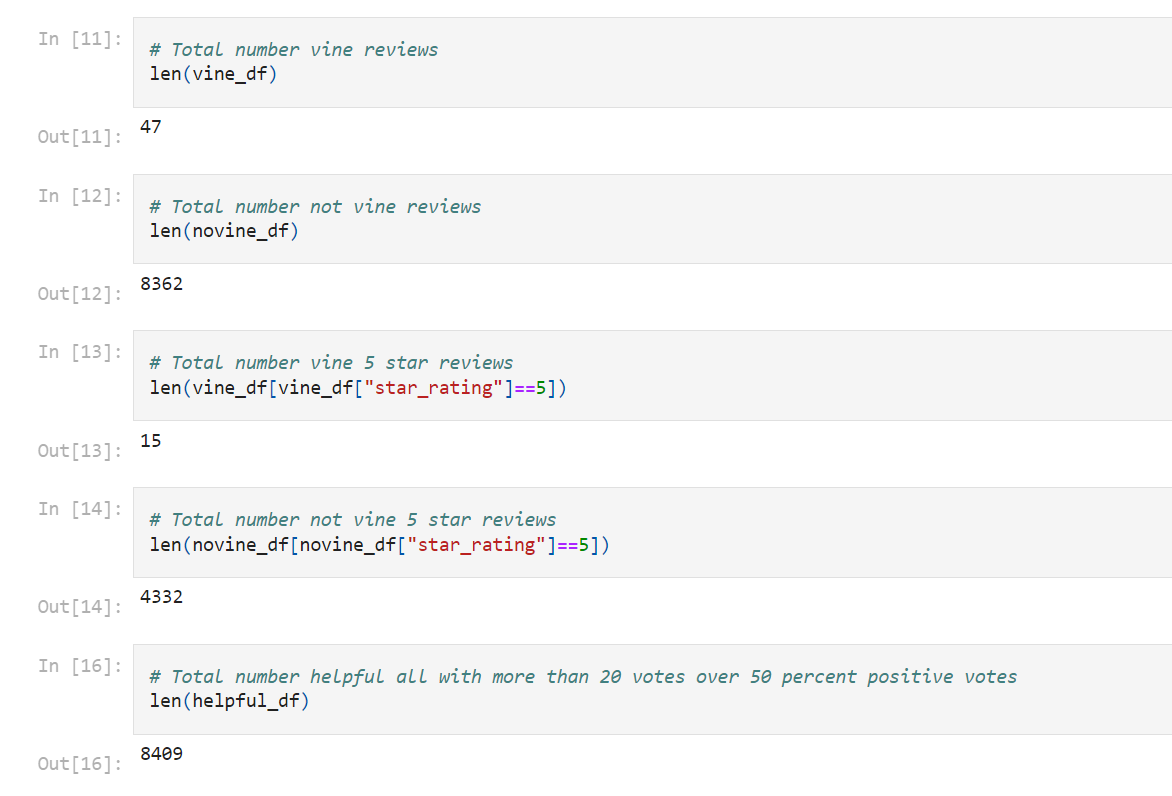 In [11]:
# Total number vine reviews
len(vine_df)
Out[11]:
47
In [12]:
# Total number not vine reviews
len(novine_df)
Out[12]:
8362
In [13]:
# Total number vine 5 star reviews
len(vine_df[vine_df["star_rating"]==5])
Out[13]:
15
In [14]:
# Total number not vine 5 star reviews
len(novine_df[novine_df["star_rating"]==5])
Out[14]:
4332
In [16]:
# Total number helpful all with more than 20 votes over 50 percent positive votes
len(helpful_df)
Out[16]:
8409